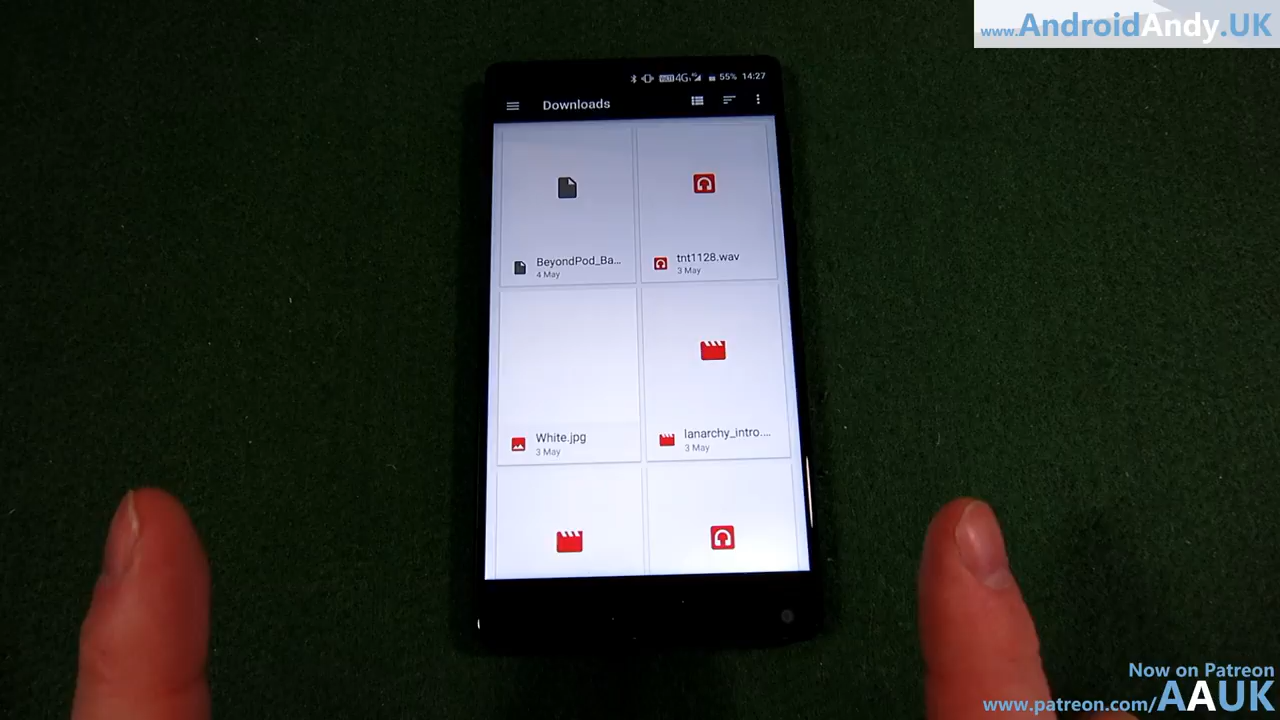 www.AndroidAndy.UK
55% 14:27
Downloads
BeyondPod_Ba...
4 May
tnt1128.wav
3 May
White.jpg
3 May
lanarchy_intro....
3 May
Now on Patreon
www.patreon.com/AAUK